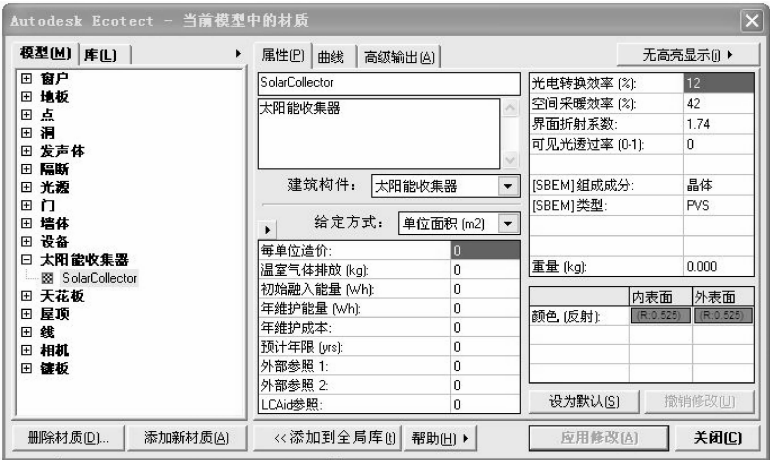 Autodesk Ecotect - 当前模型中的材质
模型(M) 库(L)
窗户
地板
点
洞
发声体
隔断
光源
门
墙体
设备
太阳能收集器
SolarCollector
天花板
屋顶
线
相机
键板
属性(P) 曲线 高级输出(A)
无高亮显示(I)
SolarCollector
太阳能收集器
建筑构件: 太阳能收集器
给定方式: 单位面积 (m2)
每单位造价: 0
温室气体排放 (kg): 0
初始融入能量 (Wh): 0
年维护能量 (Wh): 0
年维护成本: 0
预计年限 (yrs): 0
外部参照 1: 0
外部参照 2: 0
LCAid参照: 0
光电转换效率 (%): 12
空间采暖效率 (%): 42
界面折射系数: 1.74
可见光透过率 (0-1): 0
[SBEM]组成成分: 晶体
[SBEM]类型: PVS
重量 (kg): 0.000
内表面 外表面
颜色 (反射): (R:0.525) (R:0.525)
设为默认(S) 撤销修改(U)
删除材质(D)... 添加新材质(A) <<添加到全局库(t) 帮助(H) 应用修改(A) 关闭(C)